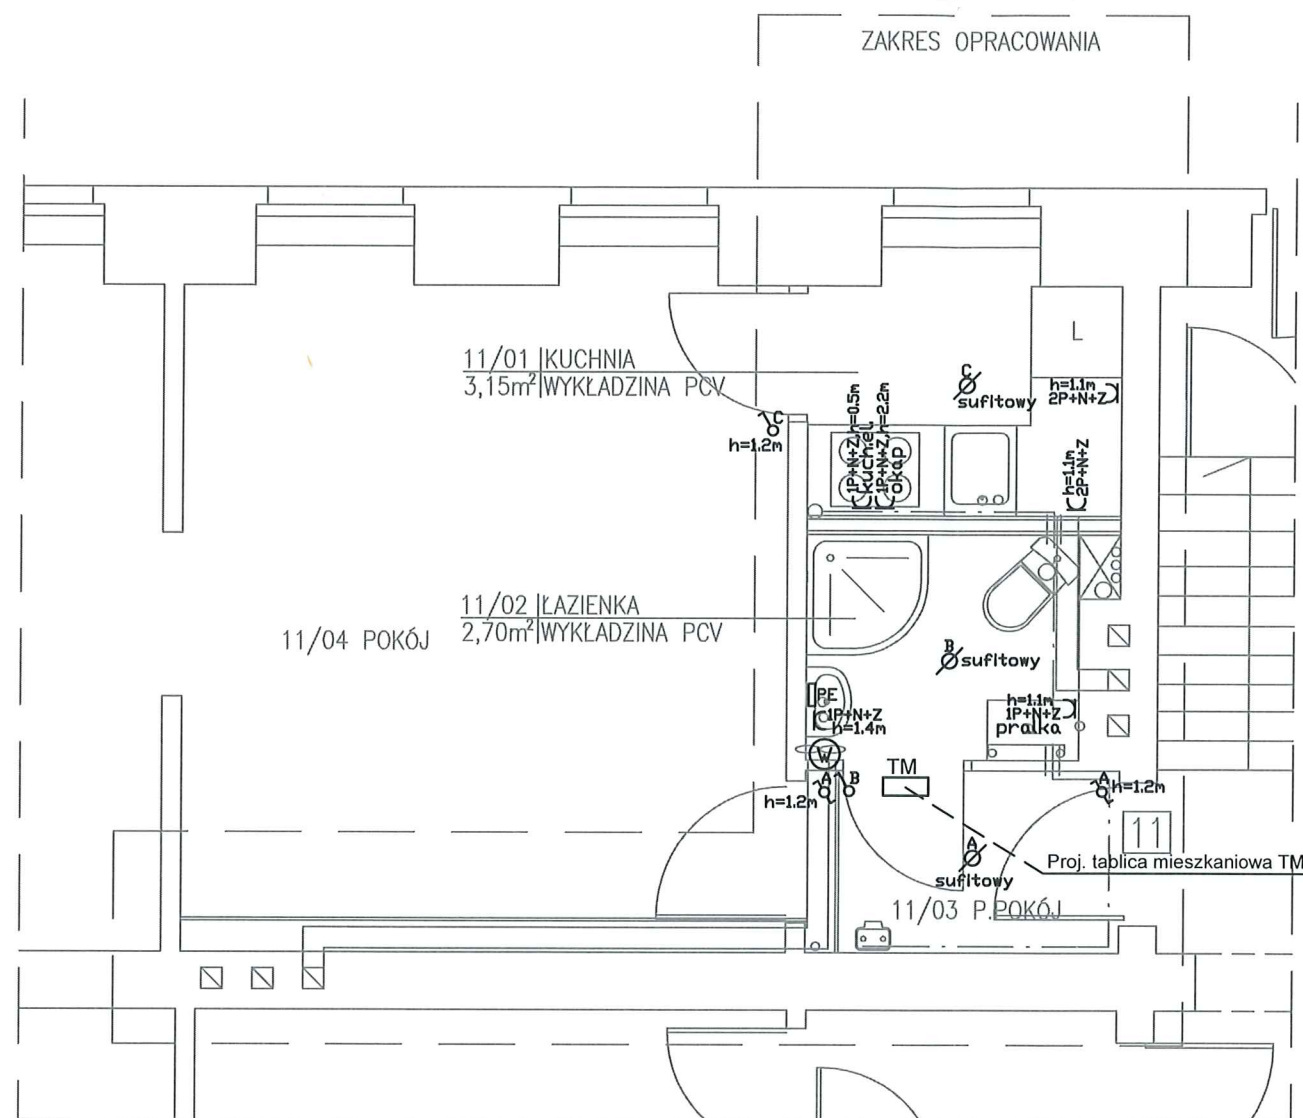 ZAKRES OPRACOWANIA
11/01 KUCHNIA
3,15m² WYKŁADZINA PCV
L
C
sufitowy
h=1.1m
2P+N+Z
C
h=1.2m
1P+N+Z,h=0.5m
kuch.el.
1P+N+Z,h=2.2m
okap
h=1.1m
2P+N+Z
11/02 ŁAZIENKA
2,70m² WYKŁADZINA PCV
11/04 POKÓJ
B
sufitowy
PE
1P+N+Z
h=1.4m
h=1.1m
1P+N+Z
pralka
W
TM
A
B
h=1.2m
A
h=1.2m
11
A
sufitowy
Proj. tablica mieszkaniowa TM
11/03 P.POKÓJ